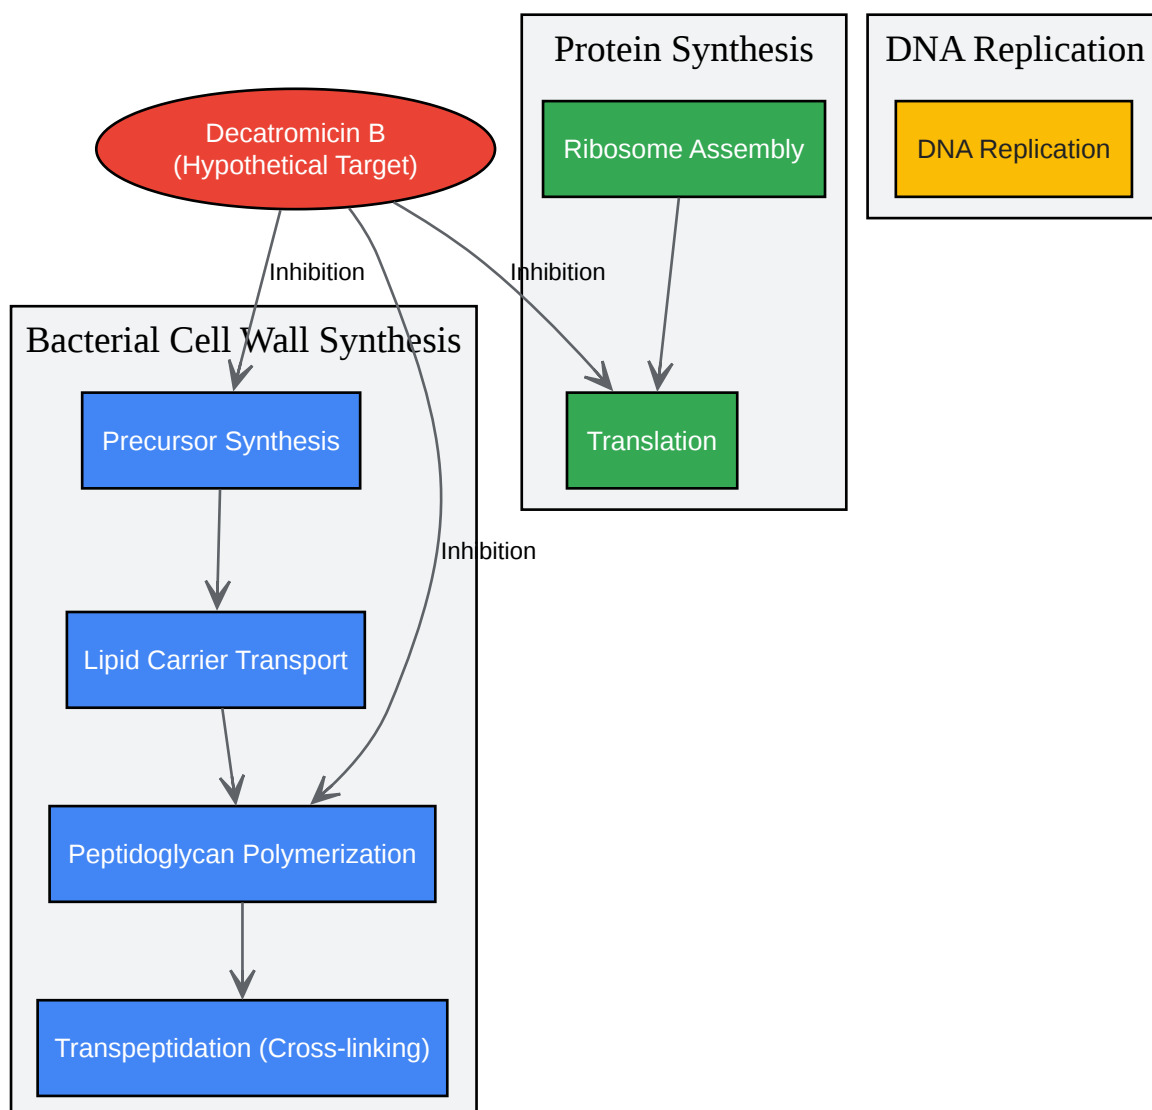 Protein Synthesis
DNA Replication
Decatromicin B
(Hypothetical Target)
Ribosome Assembly
DNA Replication
Inhibition
Inhibition
Bacterial Cell Wall Synthesis
Precursor Synthesis
Translation
Inhibition
Lipid Carrier Transport
Peptidoglycan Polymerization
Transpeptidation (Cross-linking)